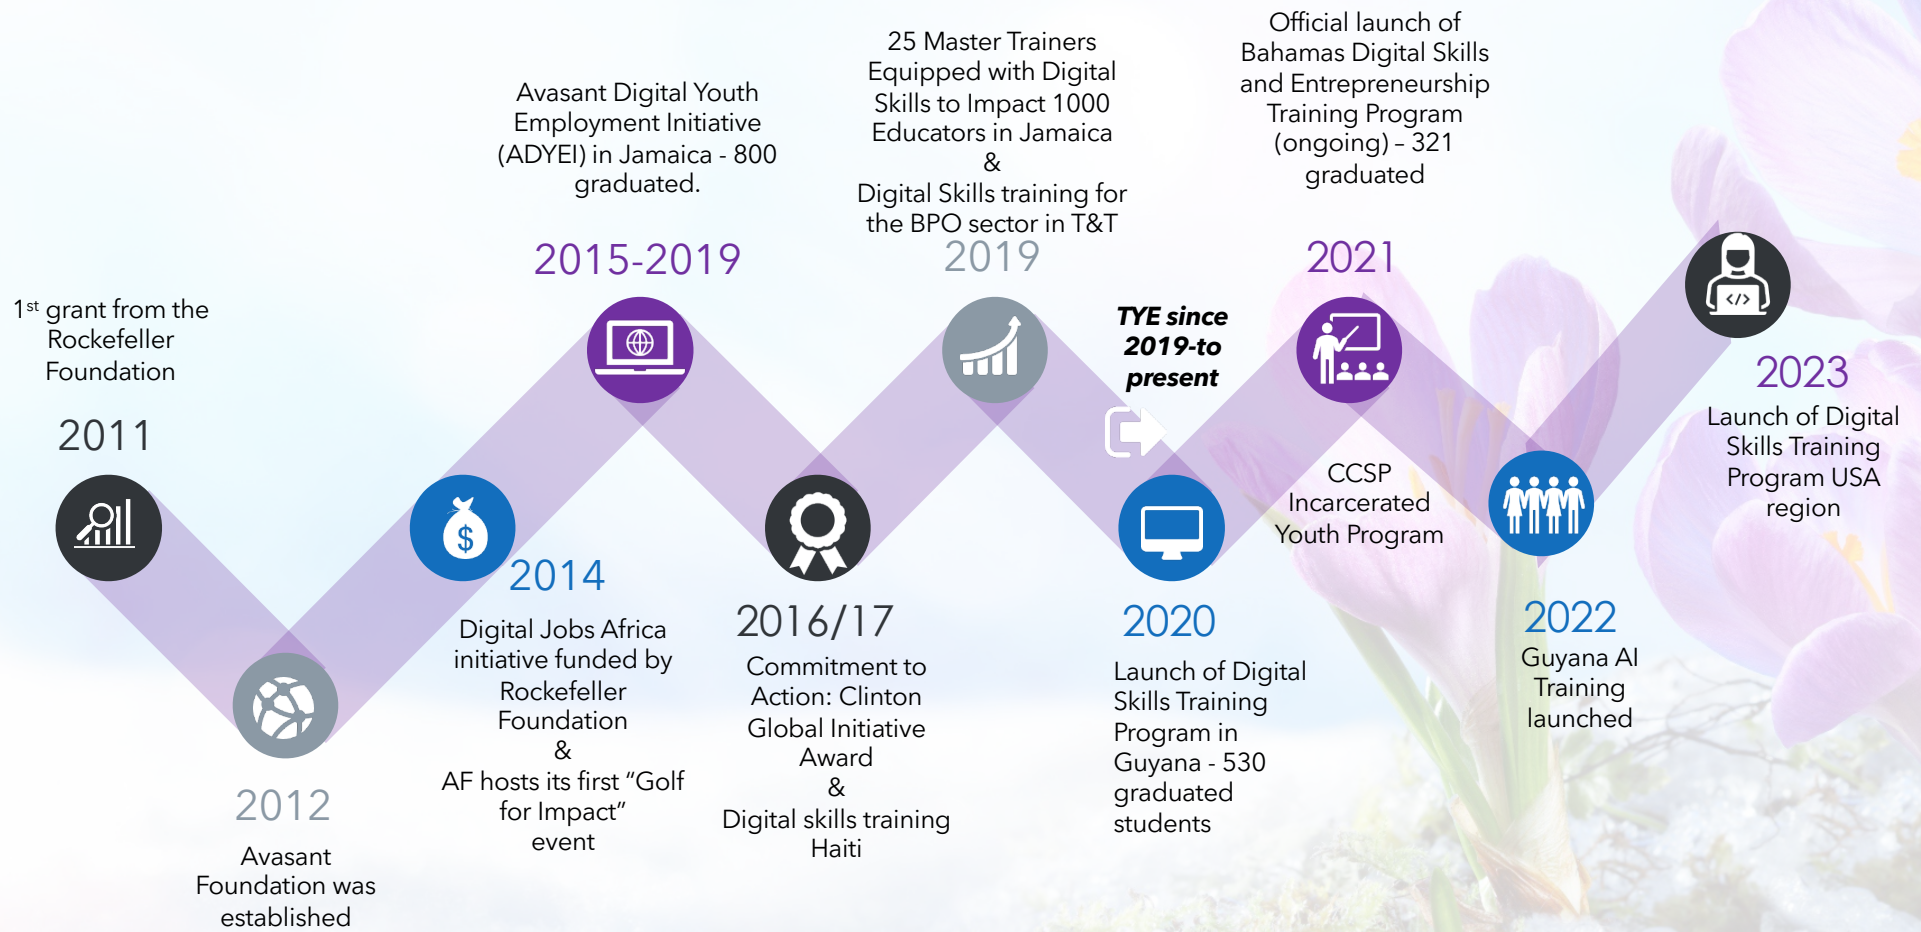 1st grant from the
Rockefeller
Foundation
2011
2012
Avasant
Foundation was
established
$
2014
Digital Jobs Africa
initiative funded by
Rockefeller
Foundation
&
AF hosts its first “Golf
for Impact”
event
Avasant Digital Youth
Employment Initiative
(ADYEI) in Jamaica - 800
graduated.
2015-2019
2016/17
Commitment to
Action: Clinton
Global Initiative
Award
&
Digital skills training
Haiti
25 Master Trainers
Equipped with Digital
Skills to Impact 1000
Educators in Jamaica
&
Digital Skills training for
the BPO sector in T&T
2019
TYE since
2019-to
present
2020
Launch of Digital
Skills Training
Program in
Guyana - 530
graduated
students
Official launch of
Bahamas Digital Skills
and Entrepreneurship
Training Program
(ongoing) – 321
graduated
2021
CCSP
Incarcerated
Youth Program
2022
Guyana AI
Training
launched
</>
2023
Launch of Digital
Skills Training
Program USA
region